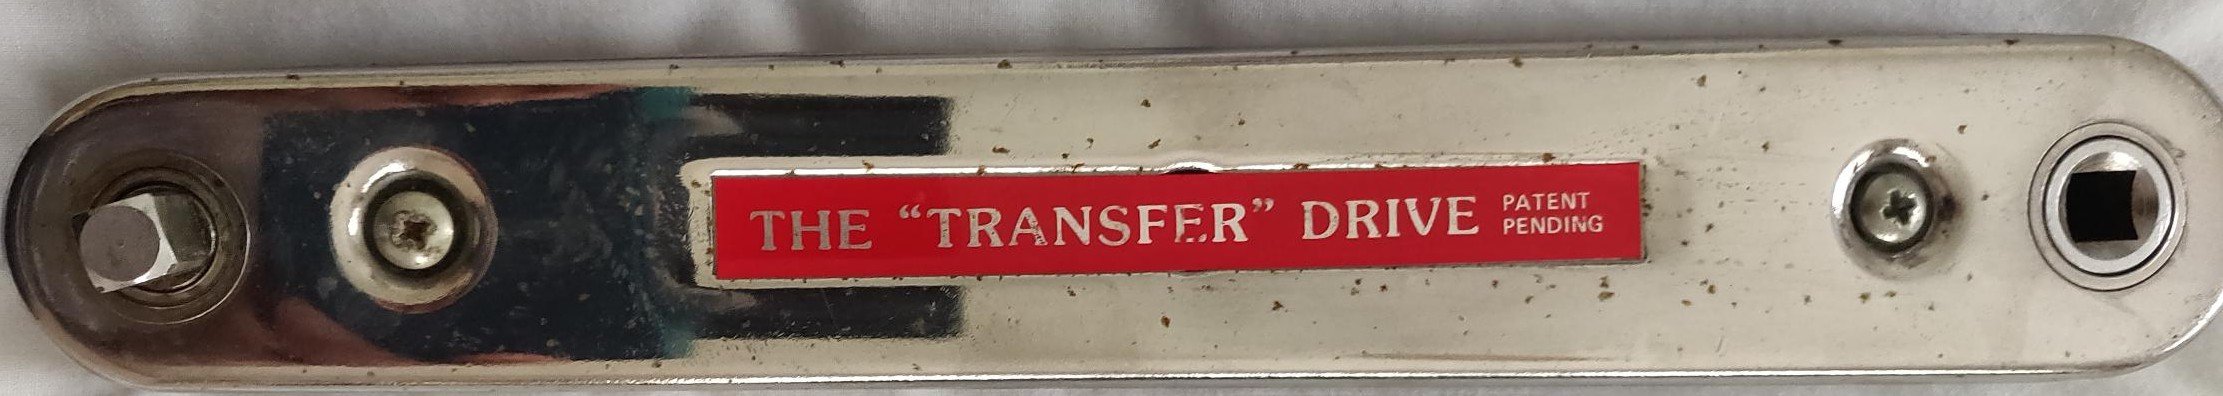 THE “TRANSFER” DRIVE PATENT
PENDING